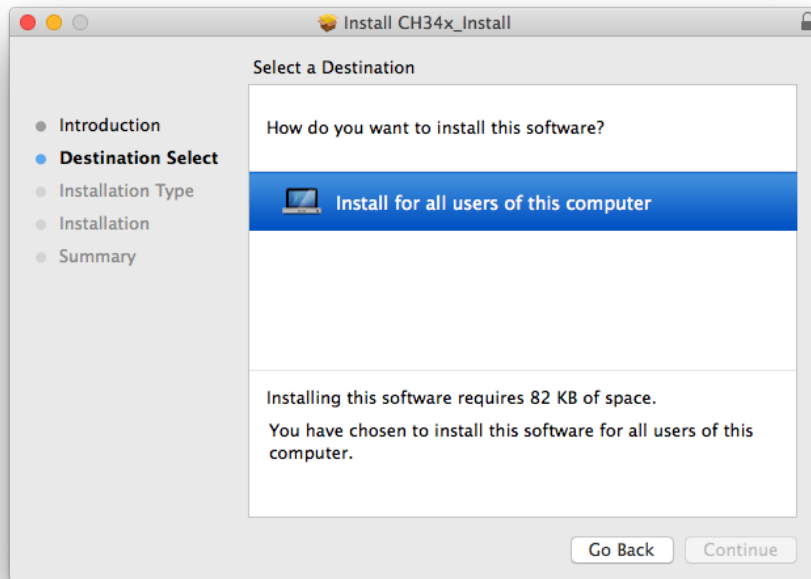 Install CH34x_Install
Select a Destination
Introduction
Destination Select
Installation Type
Installation
Summary
How do you want to install this software?
Install for all users of this computer
Installing this software requires 82 KB of space.
You have chosen to install this software for all users of this
computer.
Go Back
Continue